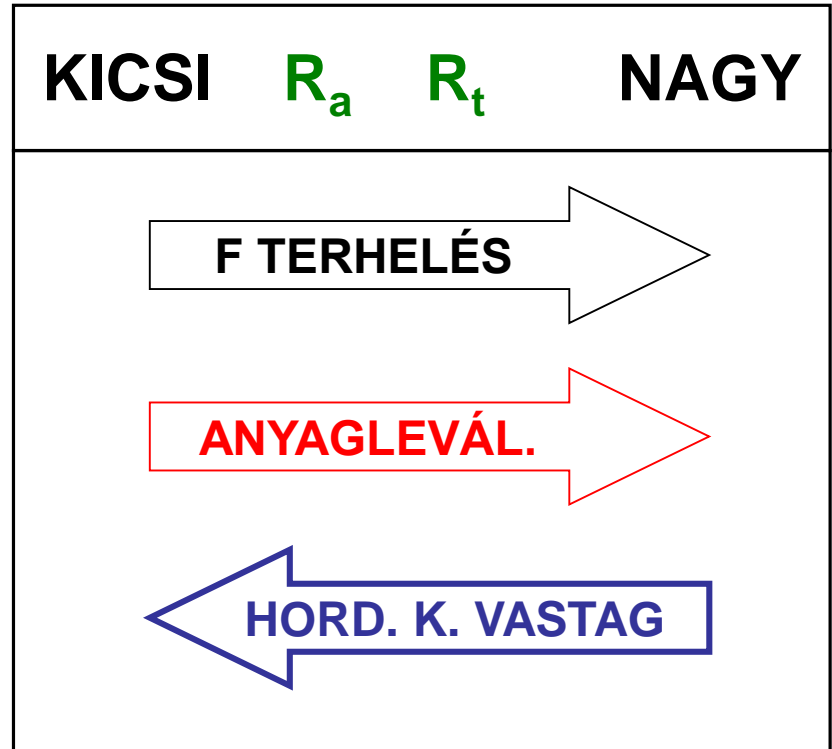 KICSI Ra Rt NAGY
F TERHELÉS
ANYAGLEVÁL.
HORD. K. VASTAG